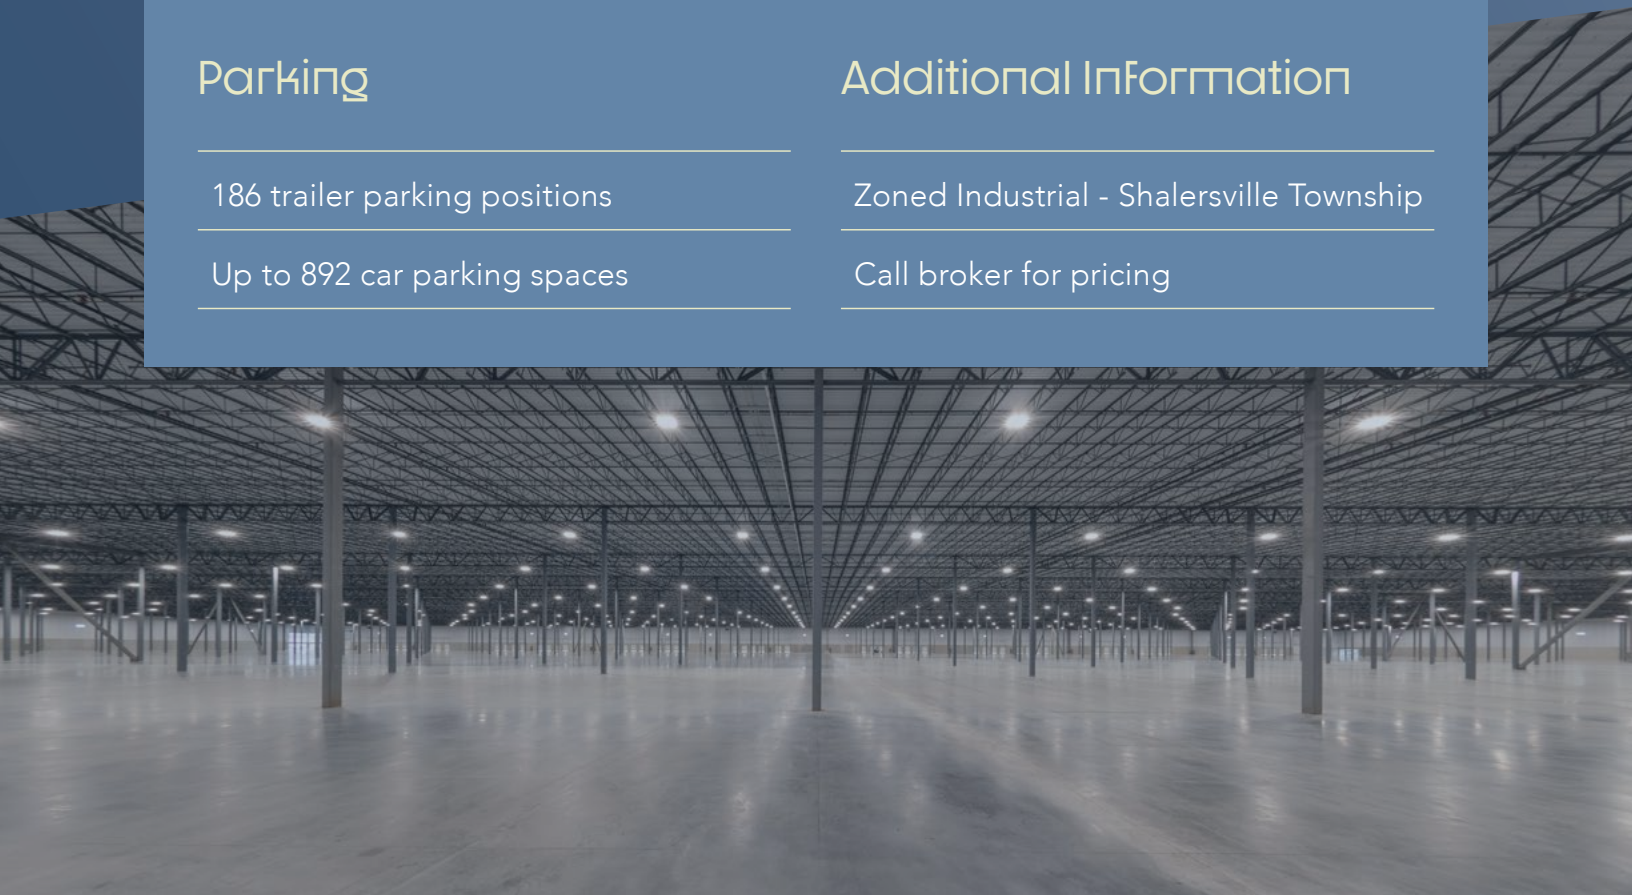 Parking
186 trailer parking positions
Up to 892 car parking spaces
Additional Information
Zoned Industrial - Shalersville Township
Call broker for pricing